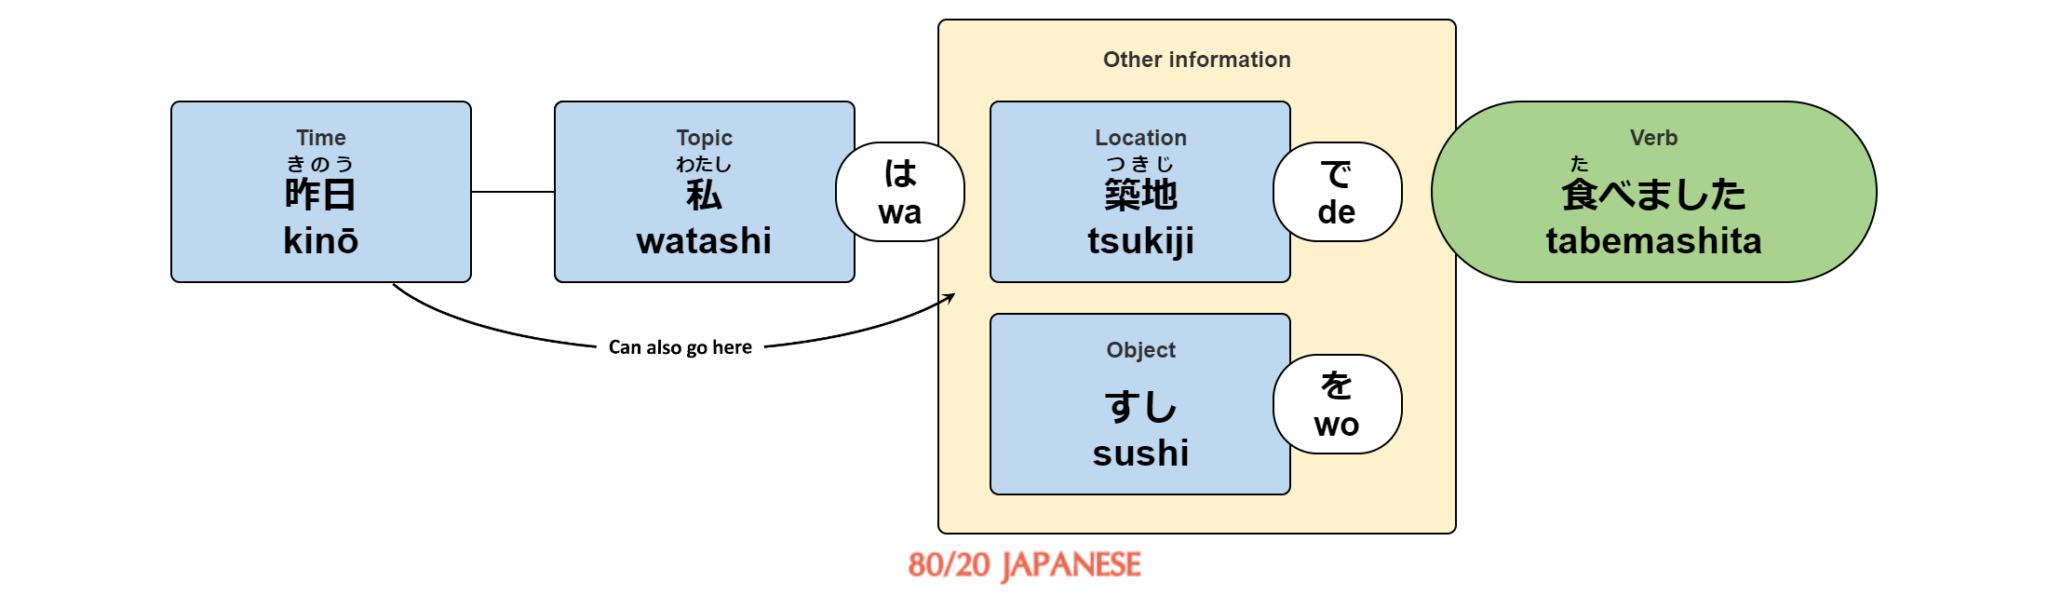 Time
きのう
昨日
kinō
Topic
わたし
私
watashi
は
wa
Other information
Location
つきじ
築地
tsukiji
で
de
Object
すし
sushi
を
wo
Verb
た
食べました
tabemashita
Can also go here
80/20 JAPANESE